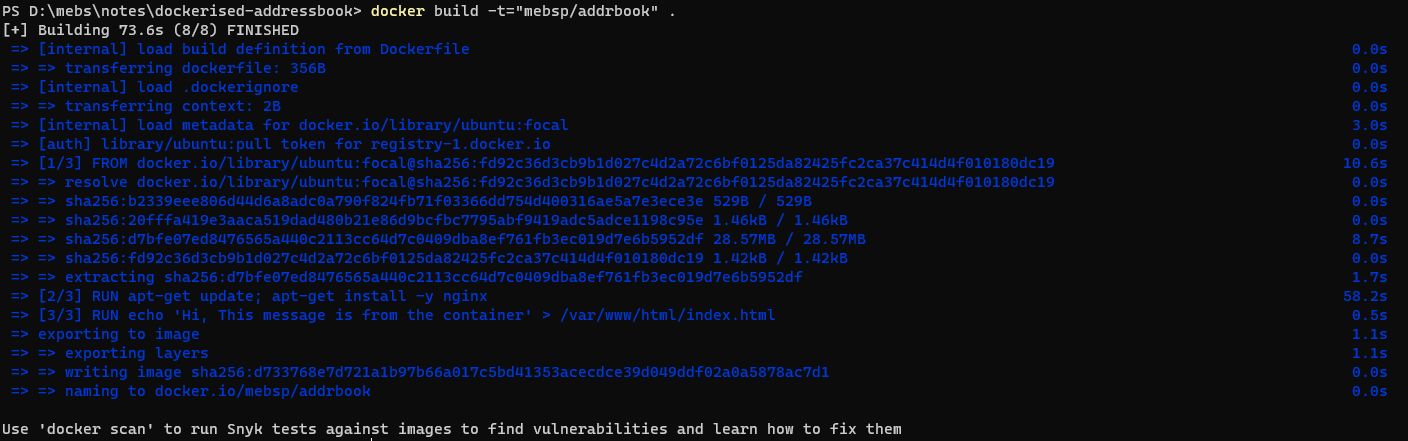 PS D:\mebs\notes\dockerised-addressbook> docker build -t="mebsp/addrbook" .
[+] Building 73.6s (8/8) FINISHED
=> [internal] load build definition from Dockerfile 0.0s
=> => transferring dockerfile: 356B 0.0s
=> [internal] load .dockerignore 0.0s
=> => transferring context: 2B 0.0s
=> [internal] load metadata for docker.io/library/ubuntu:focal 3.0s
=> [auth] library/ubuntu:pull token for registry-1.docker.io 0.0s
=> [1/3] FROM docker.io/library/ubuntu:focal@sha256:fd92c36d3cb9b1d027c4d2a72c6bf0125da82425fc2ca37c414d4f010180dc19 10.6s
=> => resolve docker.io/library/ubuntu:focal@sha256:fd92c36d3cb9b1d027c4d2a72c6bf0125da82425fc2ca37c414d4f010180dc19 0.0s
=> => sha256:b2339eee806d44d6a8adc0a790f824fb71f03366dd754d400316ae5a7e3ece3e 529B / 529B 0.0s
=> => sha256:20fffa419e3aaca519dad480b21e86d9bcfbc7795abf9419adc5adce1198c95e 1.46kB / 1.46kB 0.0s
=> => sha256:d7bfe07ed8476565a440c2113cc64d7c0409dba8ef761fb3ec019d7e6b5952df 28.57MB / 28.57MB 8.7s
=> => sha256:fd92c36d3cb9b1d027c4d2a72c6bf0125da82425fc2ca37c414d4f010180dc19 1.42kB / 1.42kB 0.0s
=> => extracting sha256:d7bfe07ed8476565a440c2113cc64d7c0409dba8ef761fb3ec019d7e6b5952df 1.7s
=> [2/3] RUN apt-get update; apt-get install -y nginx 58.2s
=> [3/3] RUN echo 'Hi, This message is from the container' > /var/www/html/index.html 0.5s
=> exporting to image 1.1s
=> => exporting layers 1.1s
=> => writing image sha256:d733768e7d721a1b97b66a017c5bd41353acecdce39d049ddf02a0a5878ac7d1 0.0s
=> => naming to docker.io/mebsp/addrbook 0.0s
Use 'docker scan' to run Snyk tests against images to find vulnerabilities and learn how to fix them